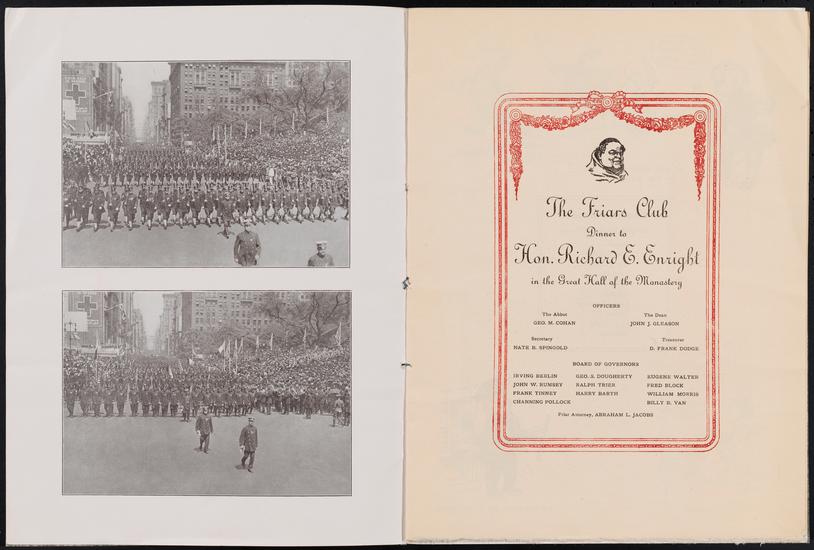 The Friars Club
Dinner to
Hon. Richard E. Enright
in the Great Hall of the Monastery
OFFICERS
The Abbot
GEO. M. COHAN
The Dean
JOHN J. GLEASON
Secretary
NATE B. SPINGOLD
Treasurer
D. FRANK DODGE
BOARD OF GOVERNORS
IRVING BERLIN GEO. S. DOUGHERTY EUGENE WALTER
JOHN W. RUMSEY RALPH TRIER FRED BLOCK
FRANK TINNEY HARRY BARTH WILLIAM MORRIS
CHANNING POLLOCK BILLY B. VAN
Friar Attorney, ABRAHAM L. JACOBS